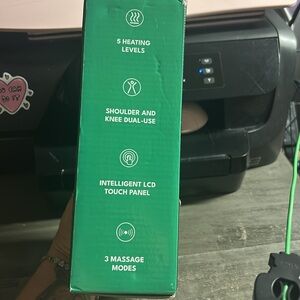 5 HEATING
LEVELS
SHOULDER AND
KNEE DUAL-USE
INTELLIGENT LCD
TOUCH PANEL
3 MASSAGE
MODES